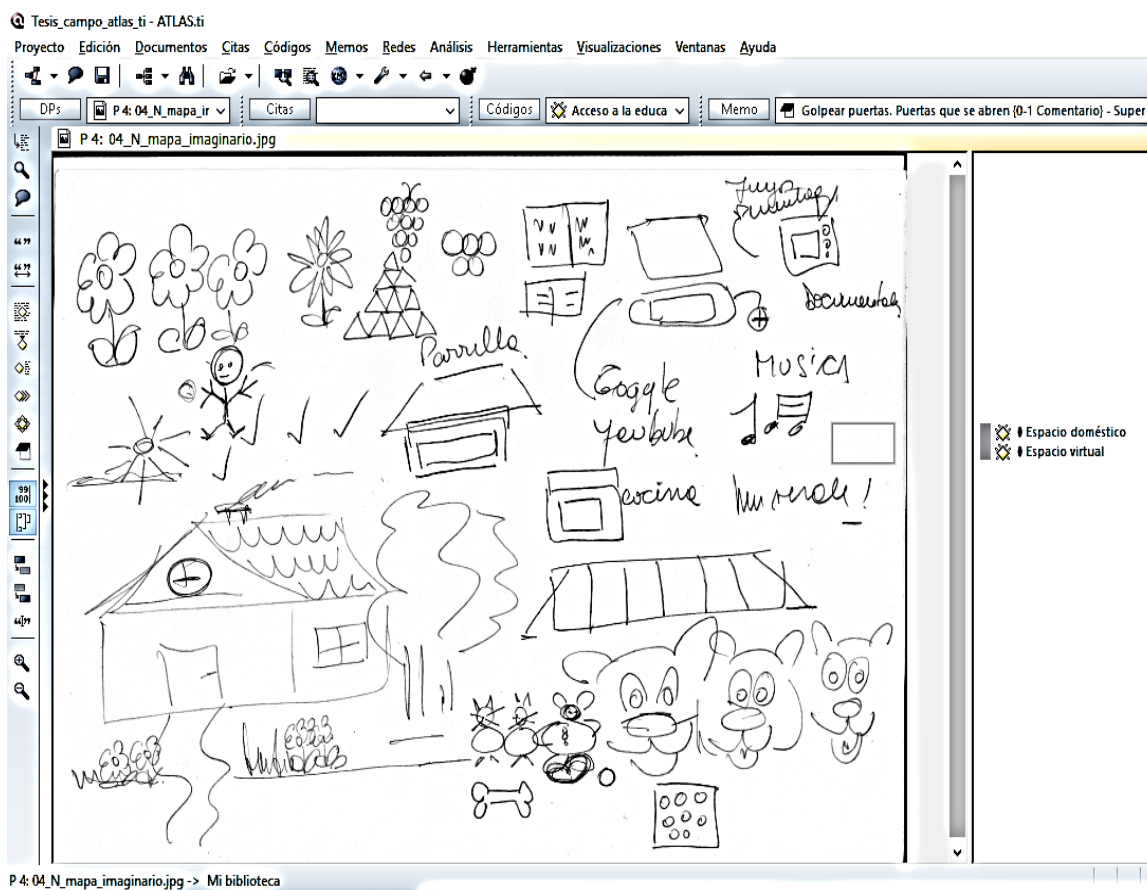 Tesis_campo_atlas_ti - ATLAS.ti
Proyecto Edición Documentos Citas Códigos Memos Redes Análisis Herramientas Visualizaciones Ventanas Ayuda
DPs P 4: 04_N_mapa_ir Citas Códigos Acceso a la educa Memo Golpear puertas. Puertas que se abren {0-1 Comentario} - Super
P 4: 04_N_mapa_imaginario.jpg
Documentales
Parrilla
MUSICA
Goggle
Youtube
cocina
Espacio doméstico
Espacio virtual
P 4: 04_N_mapa_imaginario.jpg -> Mi biblioteca